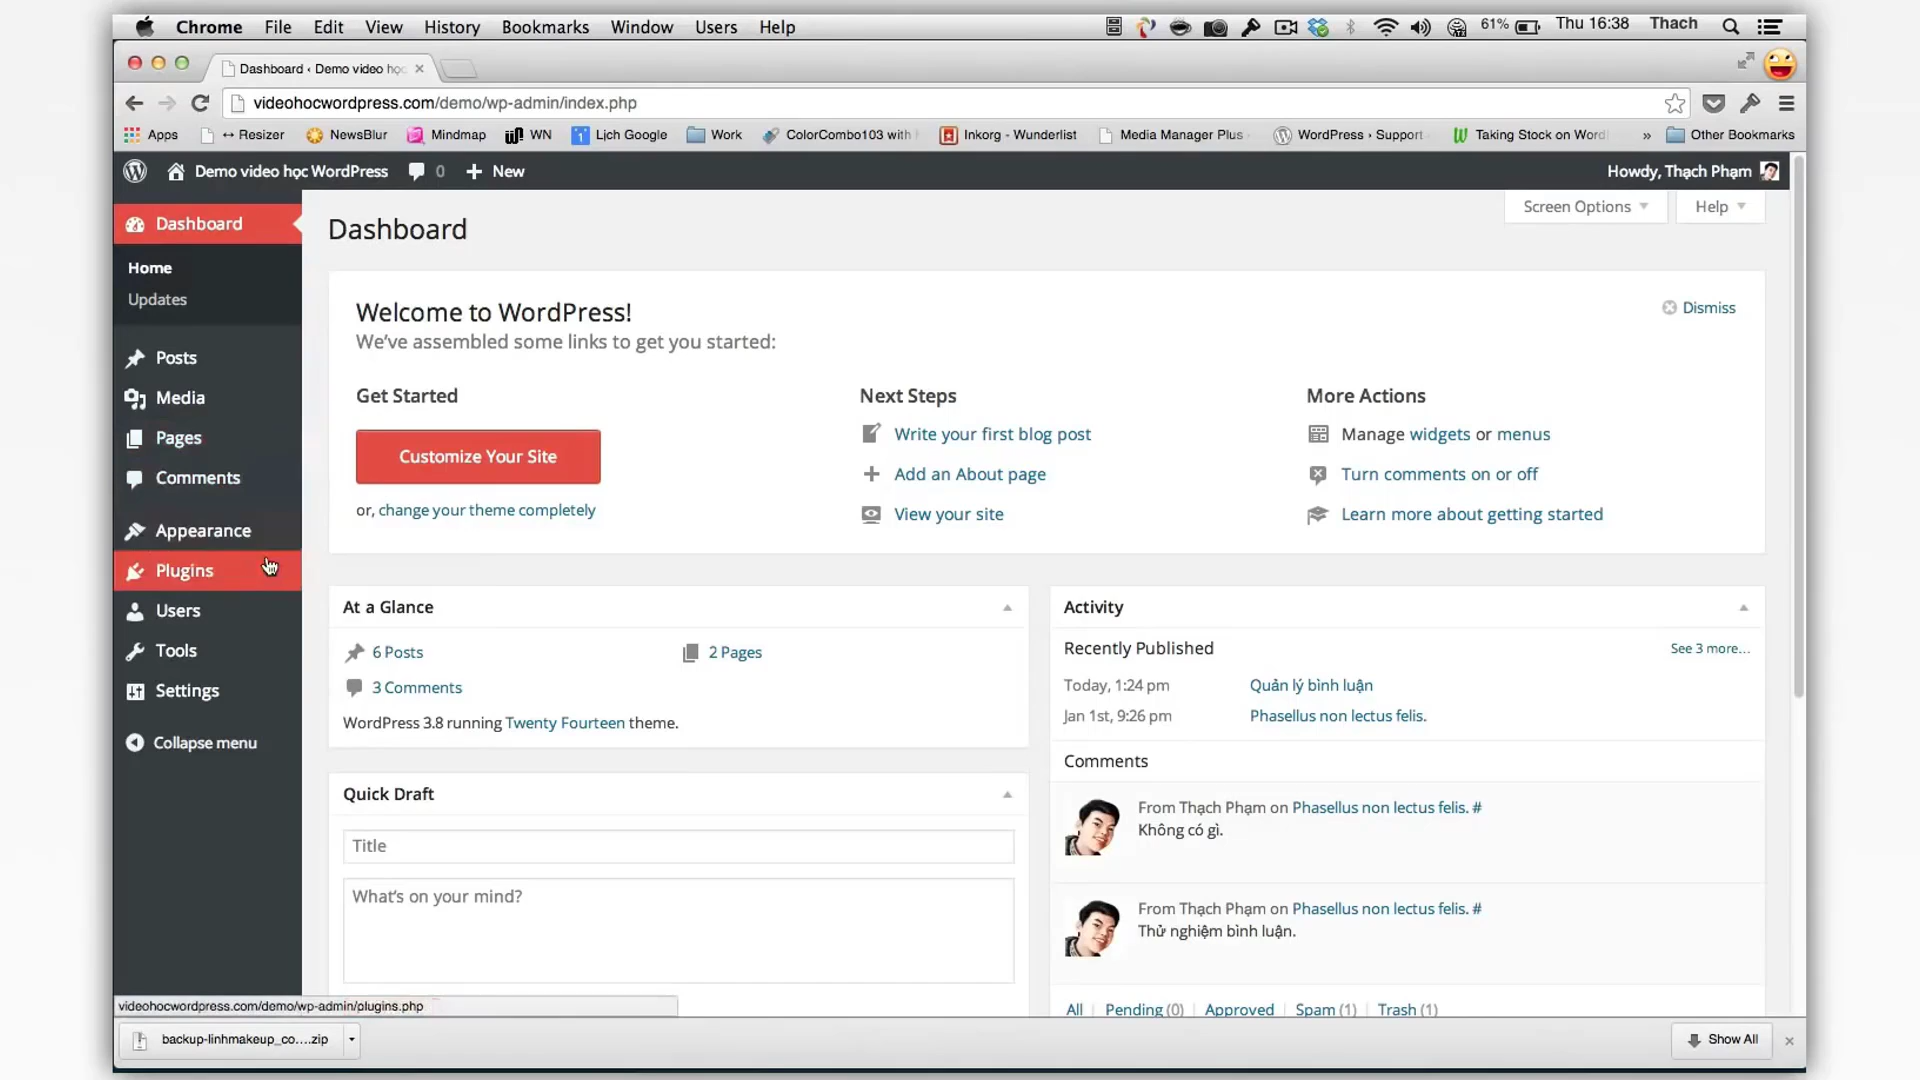 Chrome File Edit View History Bookmarks Window Users Help 61% Thu 16:38 Thach
Dashboard ‹ Demo video họ
videohocwordpress.com/demo/wp-admin/index.php
Apps ↔ Resizer NewsBlur Mindmap WN 1 Lịch Google Work ColorCombo103 with Inkorg - Wunderlist Media Manager Plus WordPress › Support Taking Stock on Word » Other Bookmarks
Demo video học WordPress 0 + New Howdy, Thạch Phạm
Screen Options Help
Dashboard
Home
Updates
Posts
Media
Pages
Comments
Appearance
Plugins
Users
Tools
Settings
Collapse menu
Dashboard
Welcome to WordPress!
We’ve assembled some links to get you started:
Dismiss
Get Started
Customize Your Site
or, change your theme completely
Next Steps
Write your first blog post
Add an About page
View your site
More Actions
Manage widgets or menus
Turn comments on or off
Learn more about getting started
At a Glance
6 Posts 2 Pages
3 Comments
WordPress 3.8 running Twenty Fourteen theme.
Quick Draft
Title
What’s on your mind?
Activity
Recently Published See 3 more…
Today, 1:24 pm Quản lý bình luận
Jan 1st, 9:26 pm Phasellus non lectus felis.
Comments
From Thạch Phạm on Phasellus non lectus felis. #
Không có gì.
From Thạch Phạm on Phasellus non lectus felis. #
Thử nghiệm bình luận.
All | Pending (0) | Approved | Spam (1) | Trash (1)
videohocwordpress.com/demo/wp-admin/plugins.php
backup-linhmakeup_co....zip Show All